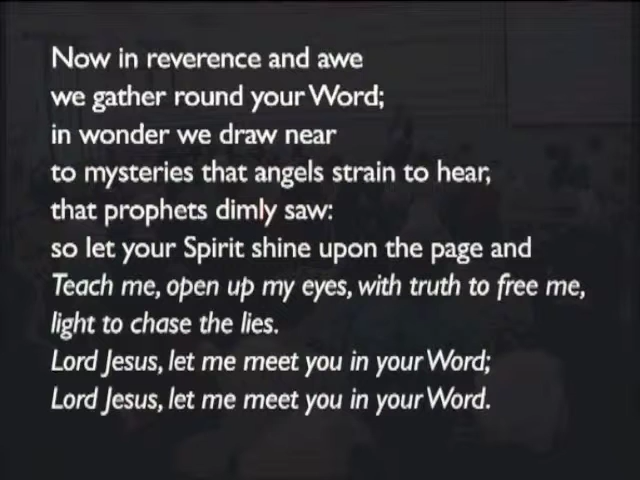 Now in reverence and awe
we gather round your Word;
in wonder we draw near
to mysteries that angels strain to hear,
that prophets dimly saw:
so let your Spirit shine upon the page and
Teach me, open up my eyes, with truth to free me,
light to chase the lies.
Lord Jesus, let me meet you in your Word;
Lord Jesus, let me meet you in your Word.